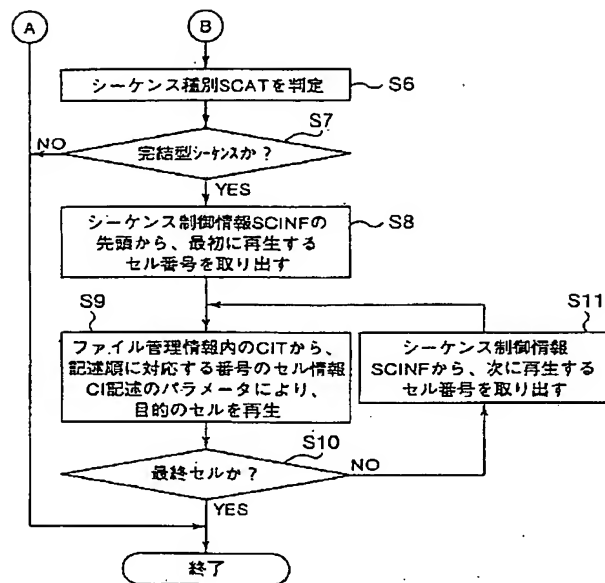 A
B
シーケンス種別SCATを判定
S6
S7
NO
完結型シーケンスか？
YES
シーケンス制御情報SCINFの
先頭から、最初に再生する
セル番号を取り出す
S8
S9
S11
ファイル管理情報内のCITから、
記述順に対応する番号のセル情報
CI記述のパラメータにより、
目的のセルを再生
シーケンス制御情報
SCINFから、次に再生する
セル番号を取り出す
S10
最終セルか？
NO
YES
終了